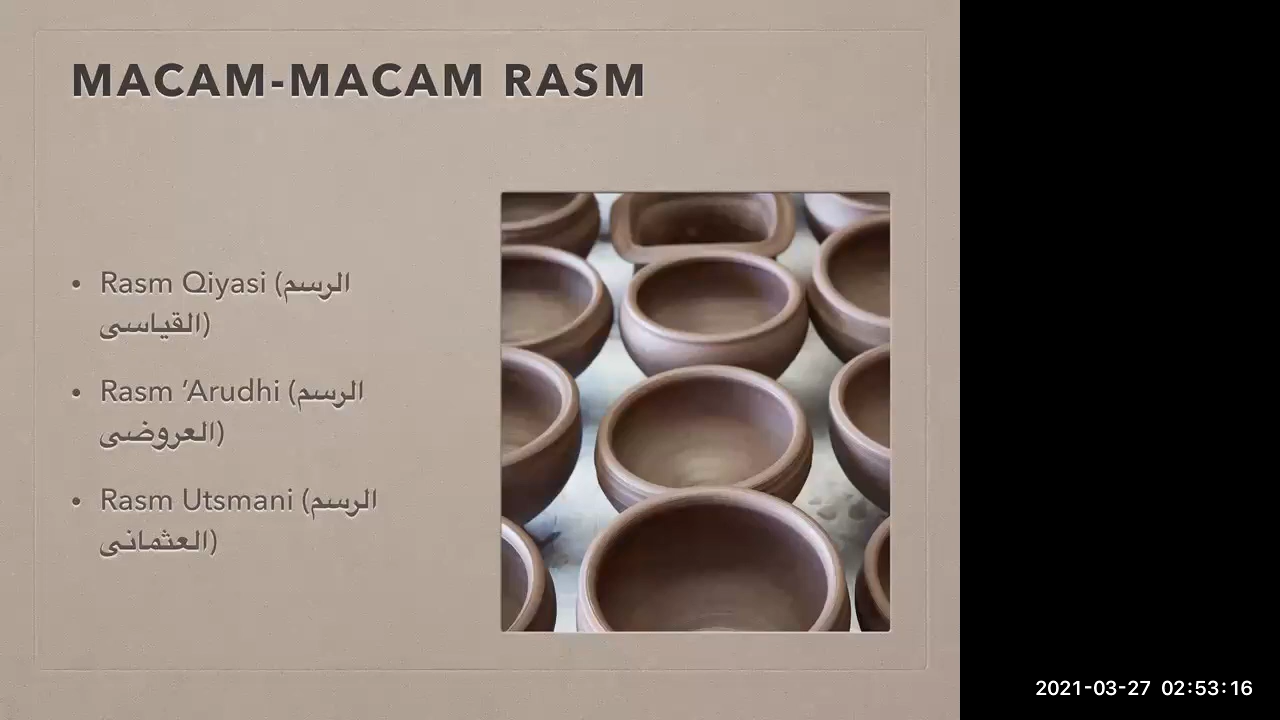 MACAM-MACAM RASM
• Rasm Qiyasi (الرسم
القياسى)
• Rasm ‘Arudhi (الرسم
العروضى)
• Rasm Utsmani (الرسم
العثمانى)
2021-03-27 02:53:16